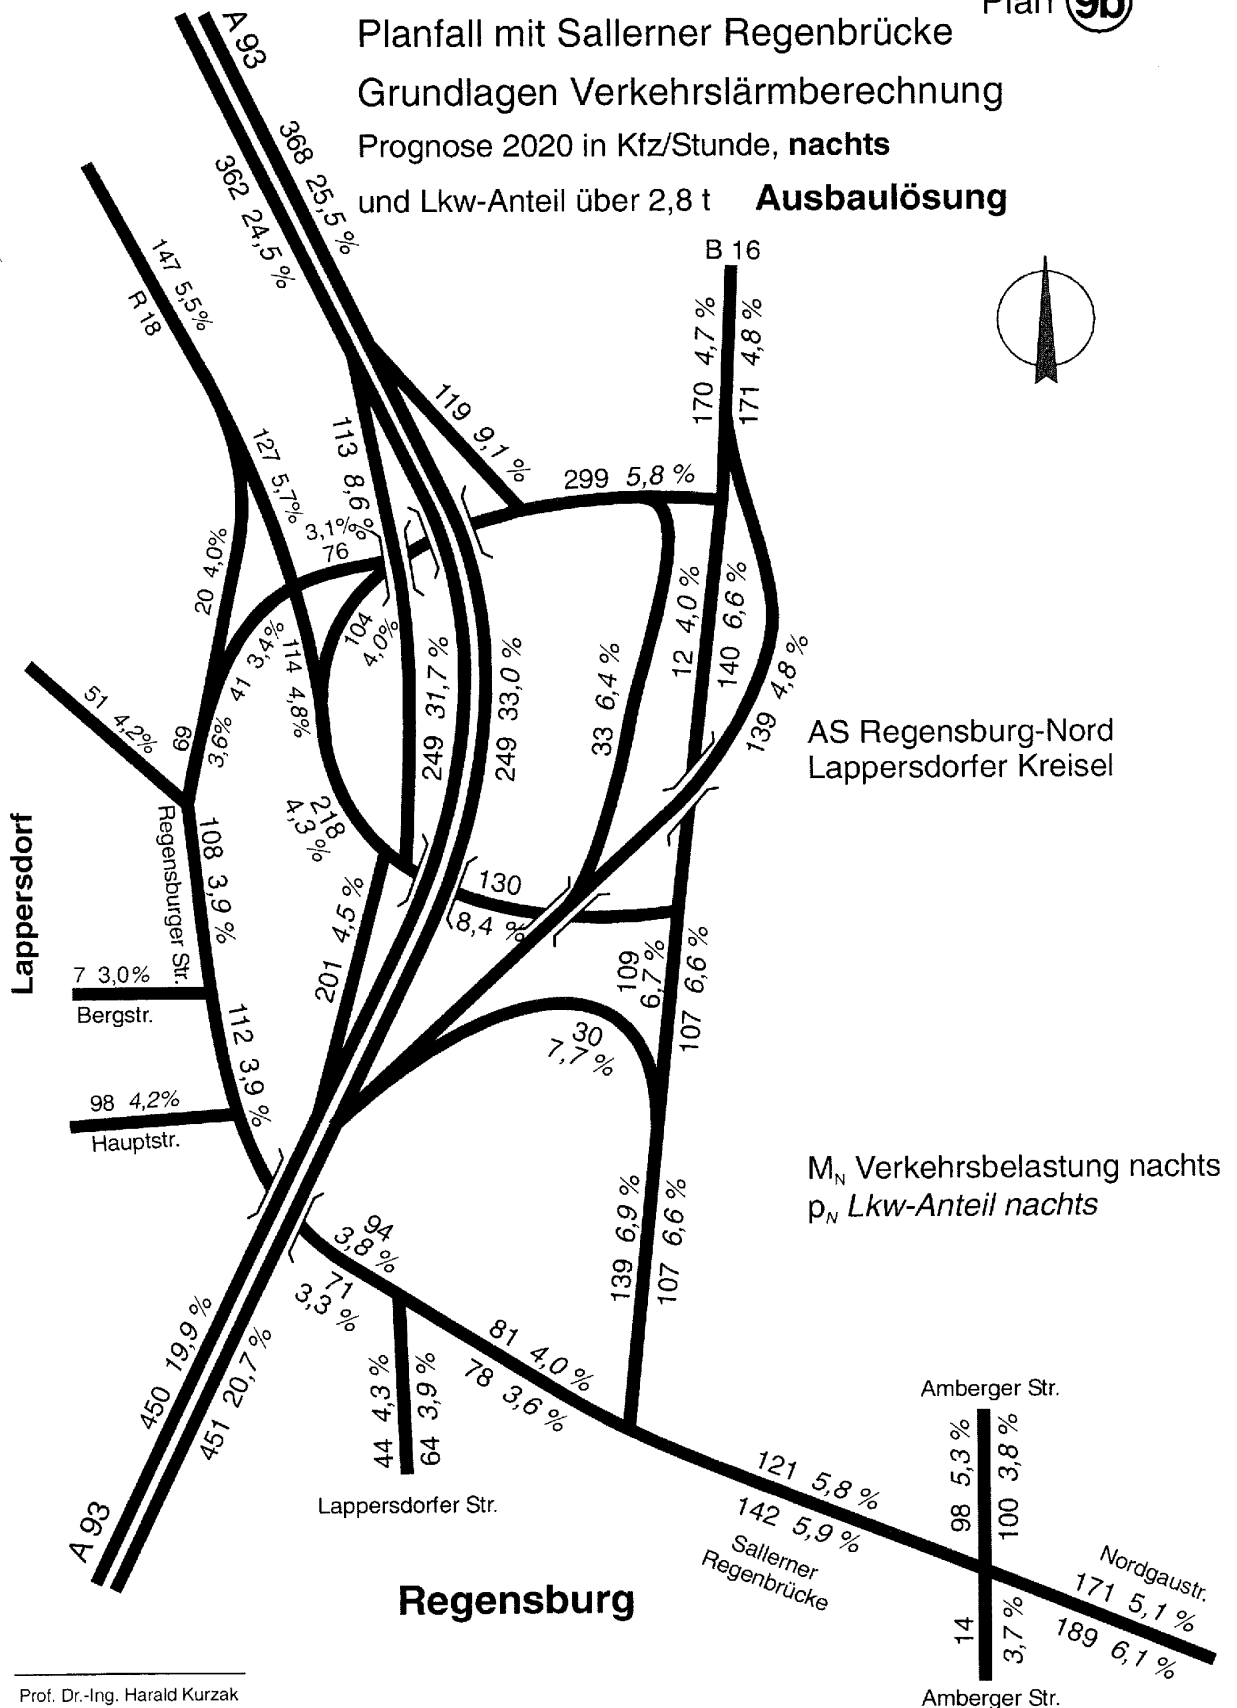 Plan 9b
Planfall mit Sallerner Regenbrücke
Grundlagen Verkehrslärmberechnung
Prognose 2020 in Kfz/Stunde, nachts
und Lkw-Anteil über 2,8 t Ausbaulösung
A 93
368 25,5 %
362 24,5 %
B 16
170 4,7 %
171 4,8 %
147 5,5%
R 18
119 9,1 %
113 8,6 %
127 5,7%
299 5,8 %
3,1%
76
20 4,0%
104
4,0%
12 4,0 %
140 6,6 %
139 4,8 %
41 3,4%
114 4,8%
249 31,7 %
249 33,0 %
33 6,4 %
51 4,2%
69
3,6%
AS Regensburg-Nord
Lappersdorfer Kreisel
218
4,3 %
Lappersdorf
Regensburger Str.
108 3,9 %
130
8,4 %
201 4,5 %
109
6,7 %
107 6,6 %
7 3,0%
Bergstr.
112 3,9 %
30
7,7 %
98 4,2%
Hauptstr.
M_N Verkehrsbelastung nachts
p_N Lkw-Anteil nachts
94
3,8 %
71
3,3 %
139 6,9 %
107 6,6 %
450 19,9 %
451 20,7 %
81 4,0 %
78 3,6 %
44 4,3 %
64 3,9 %
Lappersdorfer Str.
Amberger Str.
98 5,3 %
100 3,8 %
121 5,8 %
142 5,9 %
Sallerner
Regenbrücke
A 93
Nordgaustr.
171 5,1 %
189 6,1 %
Regensburg
14
3,7 %
Amberger Str.
Prof. Dr.-Ing. Harald Kurzak